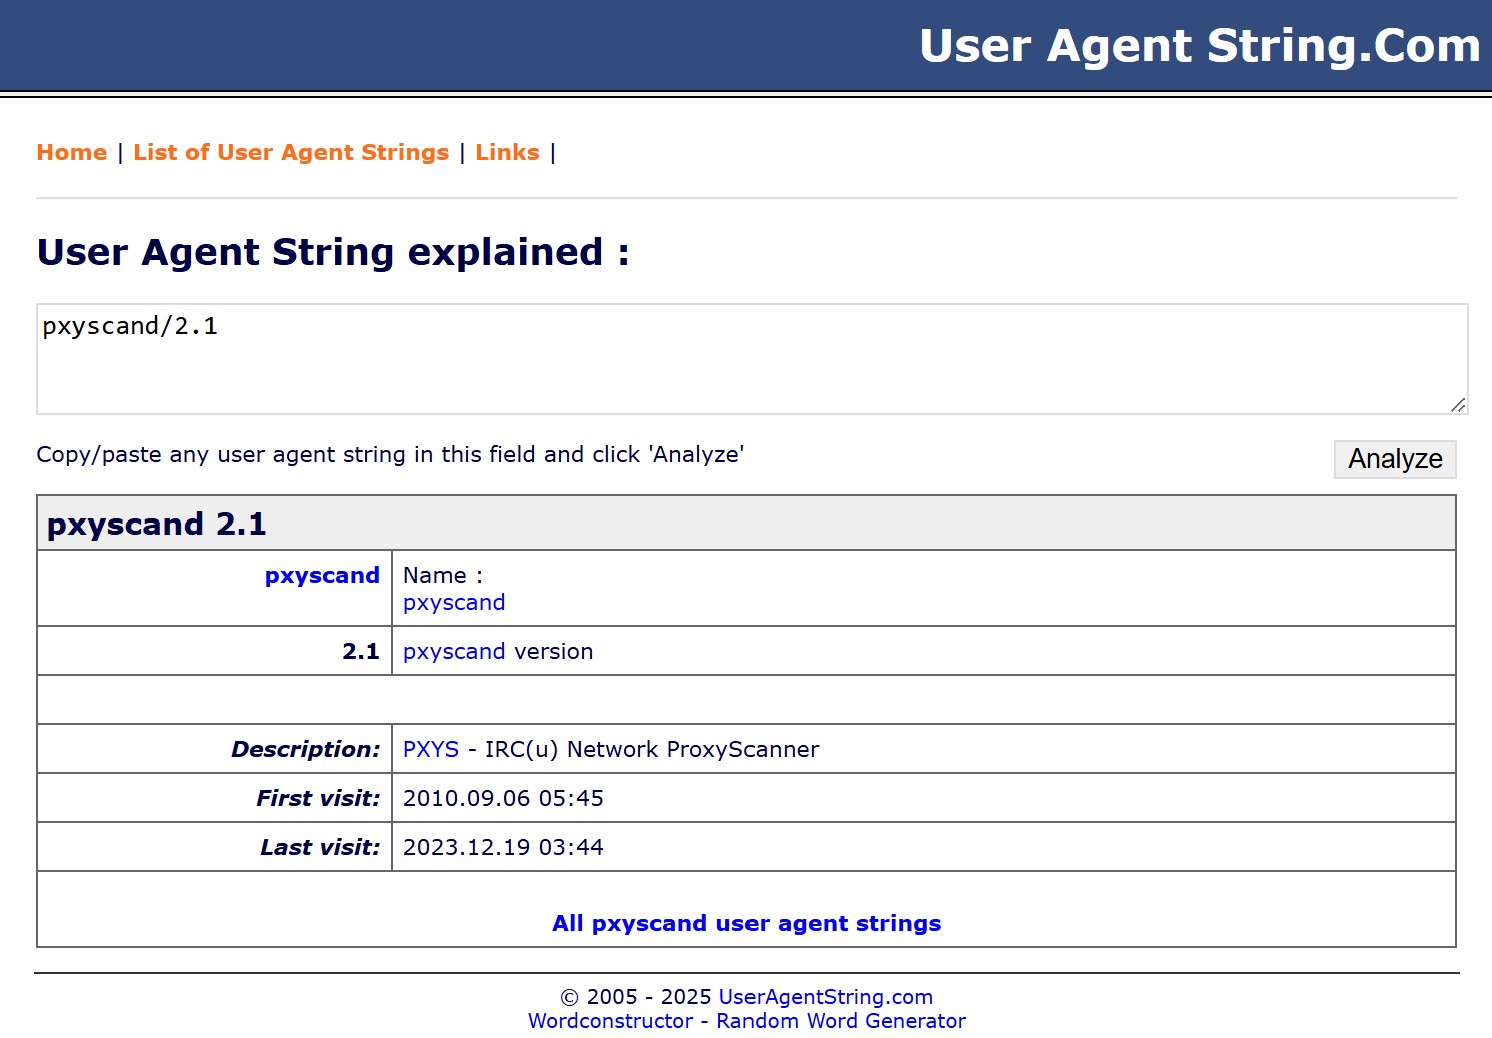 User Agent String.Com
Home | List of User Agent Strings | Links |
User Agent String explained :
pxyscand/2.1
Copy/paste any user agent string in this field and click 'Analyze'
Analyze
pxyscand 2.1
pxyscand
Name :
pxyscand
2.1
pxyscand version
Description:
PXYS - IRC(u) Network ProxyScanner
First visit:
2010.09.06 05:45
Last visit:
2023.12.19 03:44
All pxyscand user agent strings
© 2005 - 2025 UserAgentString.com
Wordconstructor - Random Word Generator